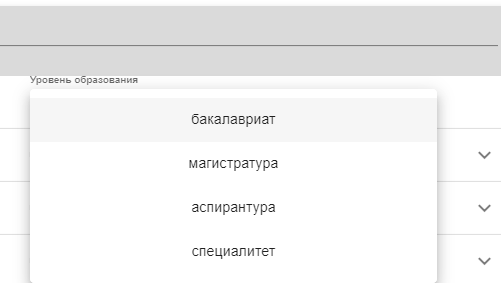 Уровень образования
бакалавриат
магистратура
аспирантура
специалитет